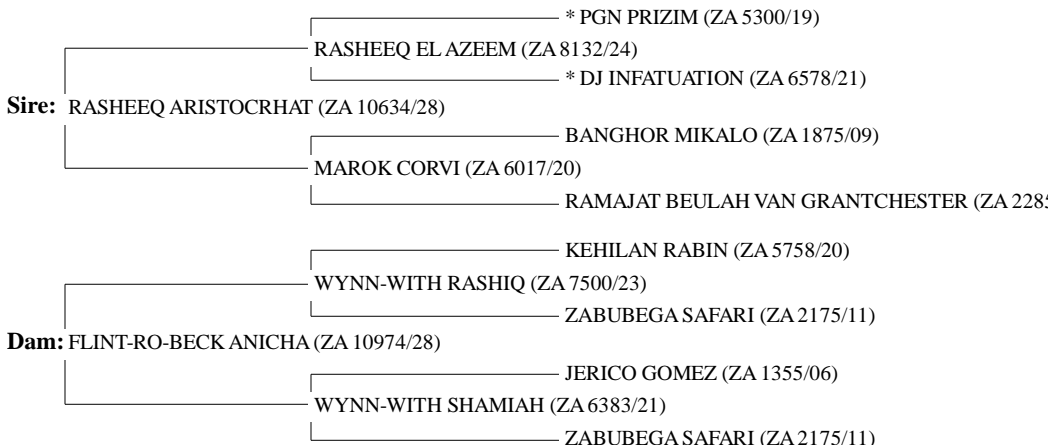 * PGN PRIZIM (ZA 5300/19)
RASHEEQ EL AZEEM (ZA 8132/24)
* DJ INFATUATION (ZA 6578/21)
Sire: RASHEEQ ARISTOCRHAT (ZA 10634/28)
BANGHOR MIKALO (ZA 1875/09)
MAROK CORVI (ZA 6017/20)
RAMAJAT BEULAH VAN GRANTCHESTER (ZA 2285
KEHILAN RABIN (ZA 5758/20)
WYNN-WITH RASHIQ (ZA 7500/23)
ZABUBEGA SAFARI (ZA 2175/11)
Dam: FLINT-RO-BECK ANICHA (ZA 10974/28)
JERICO GOMEZ (ZA 1355/06)
WYNN-WITH SHAMIAH (ZA 6383/21)
ZABUBEGA SAFARI (ZA 2175/11)